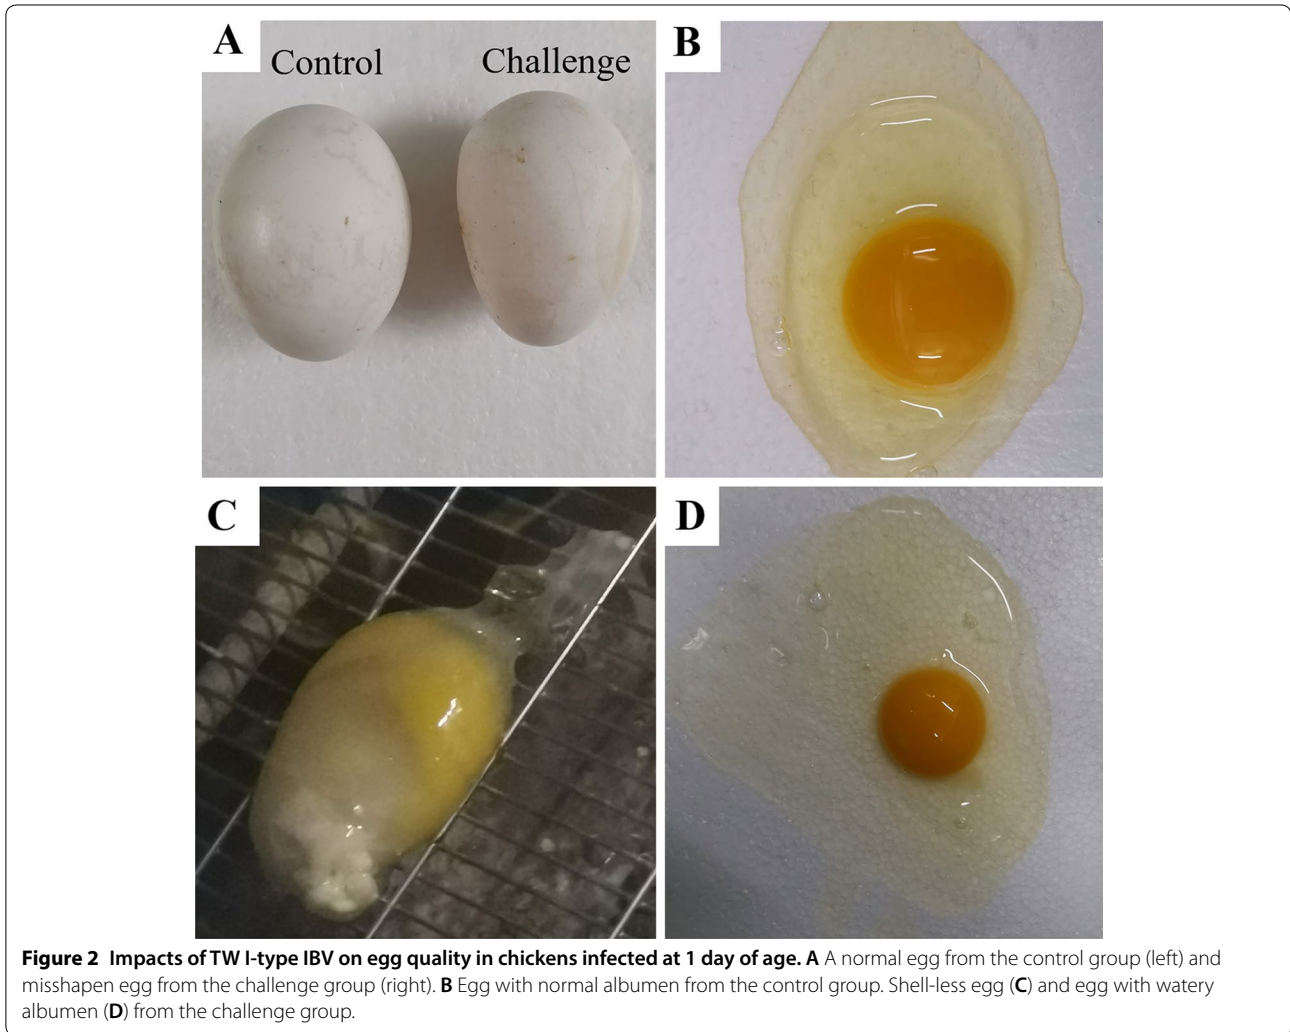 A
Control
Challenge
B
C
D
Figure 2 Impacts of TW I-type IBV on egg quality in chickens infected at 1 day of age. A A normal egg from the control group (left) and
misshapen egg from the challenge group (right). B Egg with normal albumen from the control group. Shell-less egg (C) and egg with watery
albumen (D) from the challenge group.